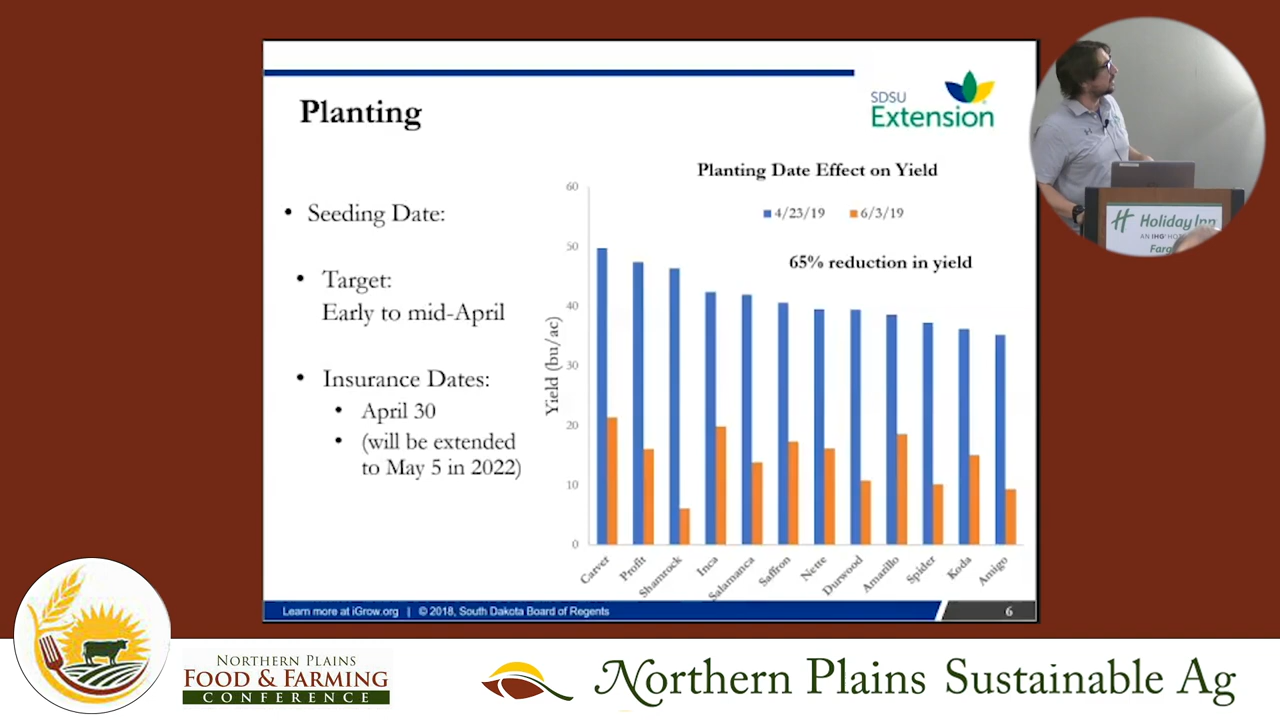 Planting
SDSU
Extension
• Seeding Date:
• Target:
Early to mid-April
• Insurance Dates:
• April 30
• (will be extended
to May 5 in 2022)
Planting Date Effect on Yield
4/23/19 6/3/19
65% reduction in yield
Yield (bu/ac)
60
50
40
30
20
10
0
Carver
Profit
Shamrock
Inca
Salamanca
Saffron
Nette
Durwood
Amarillo
Spider
Koda
Amigo
Learn more at iGrow.org | © 2018, South Dakota Board of Regents
6
H Holiday Inn
AN IHG
NORTHERN PLAINS
FOOD & FARMING
CONFERENCE
Northern Plains Sustainable Ag